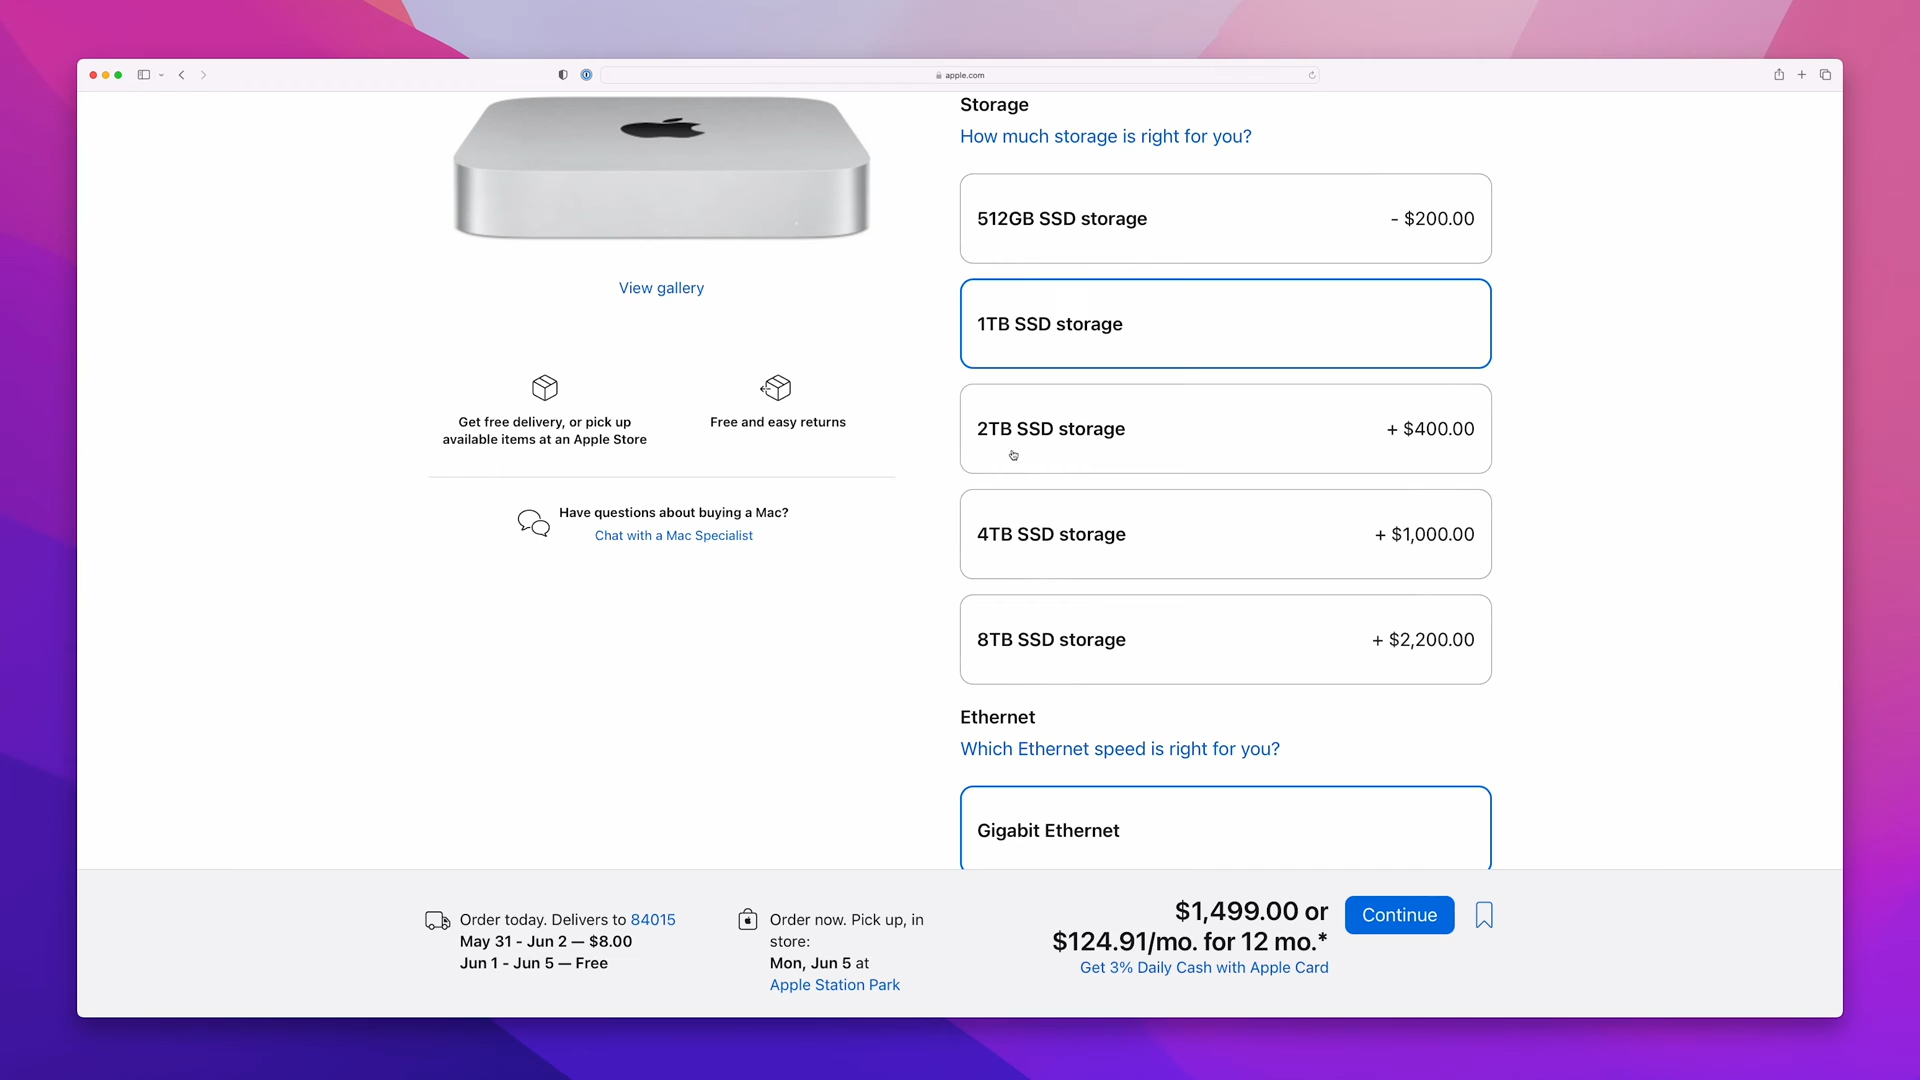 apple.com
Storage
How much storage is right for you?
512GB SSD storage - $200.00
1TB SSD storage
2TB SSD storage + $400.00
4TB SSD storage + $1,000.00
8TB SSD storage + $2,200.00
Ethernet
Which Ethernet speed is right for you?
Gigabit Ethernet
View gallery
Get free delivery, or pick up
available items at an Apple Store
Free and easy returns
Have questions about buying a Mac?
Chat with a Mac Specialist
Order today. Delivers to 84015
May 31 - Jun 2 — $8.00
Jun 1 - Jun 5 — Free
Order now. Pick up, in
store:
Mon, Jun 5 at
Apple Station Park
$1,499.00 or
$124.91/mo. for 12 mo.*
Get 3% Daily Cash with Apple Card
Continue